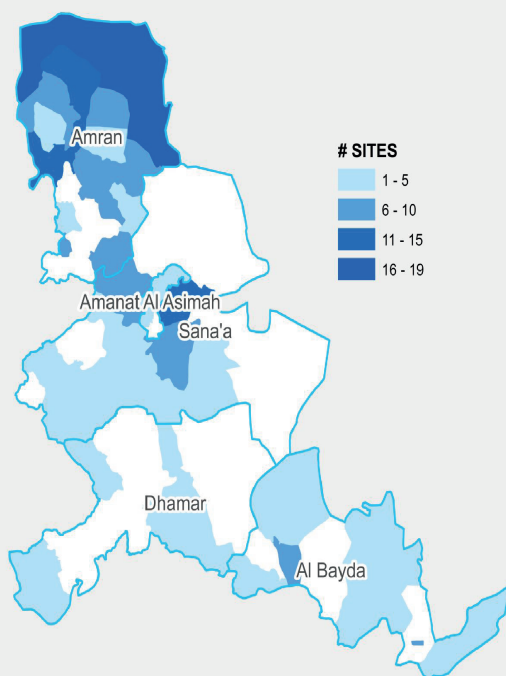 Amran
# SITES
1 - 5
6 - 10
11 - 15
16 - 19
Amanat Al Asimah
Sana'a
Dhamar
Al Bayda